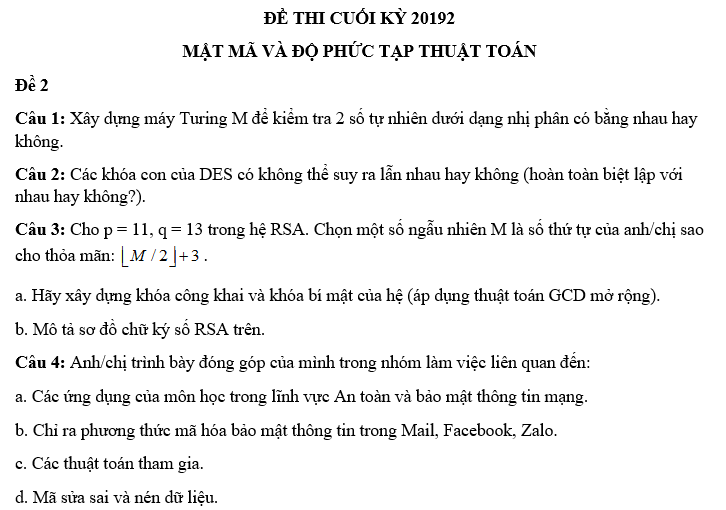 ĐỀ THI CUỐI KỲ 20192
MẬT MÃ VÀ ĐỘ PHỨC TẠP THUẬT TOÁN
Đề 2
Câu 1: Xây dựng máy Turing M để kiểm tra 2 số tự nhiên dưới dạng nhị phân có bằng nhau hay
không.
Câu 2: Các khóa con của DES có không thể suy ra lẫn nhau hay không (hoàn toàn biệt lập với
nhau hay không?).
Câu 3: Cho p = 11, q = 13 trong hệ RSA. Chọn một số ngẫu nhiên M là số thứ tự của anh/chị sao
cho thỏa mãn: ⌊M / 2⌋+3 .
a. Hãy xây dựng khóa công khai và khóa bí mật của hệ (áp dụng thuật toán GCD mở rộng).
b. Mô tả sơ đồ chữ ký số RSA trên.
Câu 4: Anh/chị trình bày đóng góp của mình trong nhóm làm việc liên quan đến:
a. Các ứng dụng của môn học trong lĩnh vực An toàn và bảo mật thông tin mạng.
b. Chỉ ra phương thức mã hóa bảo mật thông tin trong Mail, Facebook, Zalo.
c. Các thuật toán tham gia.
d. Mã sửa sai và nén dữ liệu.